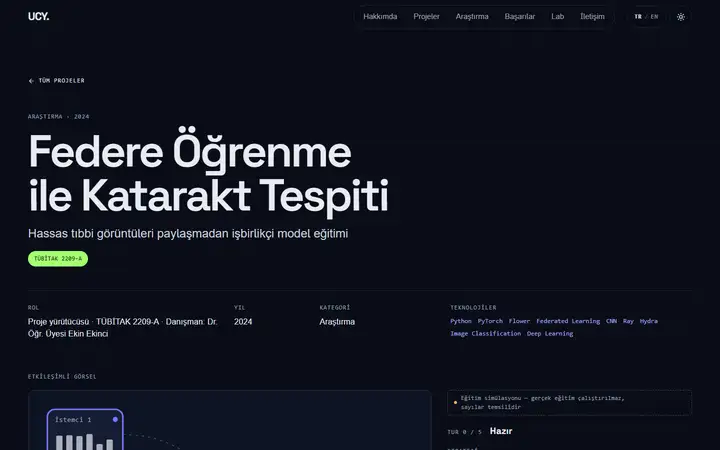 UCY.
Hakkımda Projeler Araştırma Başarılar Lab İletişim
TR / EN
← TÜM PROJELER
ARAŞTIRMA · 2024
Federe Öğrenme
ile Katarakt Tespiti
Hassas tıbbi görüntüleri paylaşmadan işbirlikçi model eğitimi
TÜBİTAK 2209-A
ROL
Proje yürütücüsü · TÜBİTAK 2209-A · Danışman: Dr.
Öğr. Üyesi Ekin Ekinci
YIL
2024
KATEGORİ
Araştırma
TEKNOLOJİLER
Python PyTorch Flower Federated Learning CNN Ray Hydra
Image Classification Deep Learning
ETKİLEŞİMLİ GÖRSEL
İstemci 1
Eğitim simülasyonu — gerçek eğitim çalıştırılmaz,
sayılar temsilidir
TUR 0 / 5 · Hazır